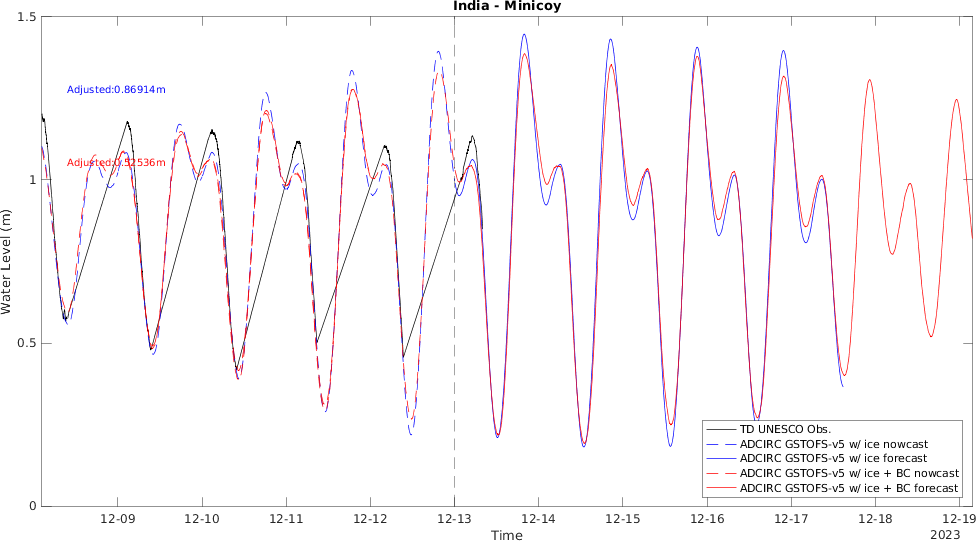 India - Minicoy
1.5
Adjusted:0.86914m
Adjusted:0.52536m
1
Water Level (m)
0.5
TD UNESCO Obs.
ADCIRC GSTOFS-v5 w/ ice nowcast
ADCIRC GSTOFS-v5 w/ ice forecast
ADCIRC GSTOFS-v5 w/ ice + BC nowcast
ADCIRC GSTOFS-v5 w/ ice + BC forecast
0
12-09 12-10 12-11 12-12 12-13 12-14 12-15 12-16 12-17 12-18 12-19
Time
2023